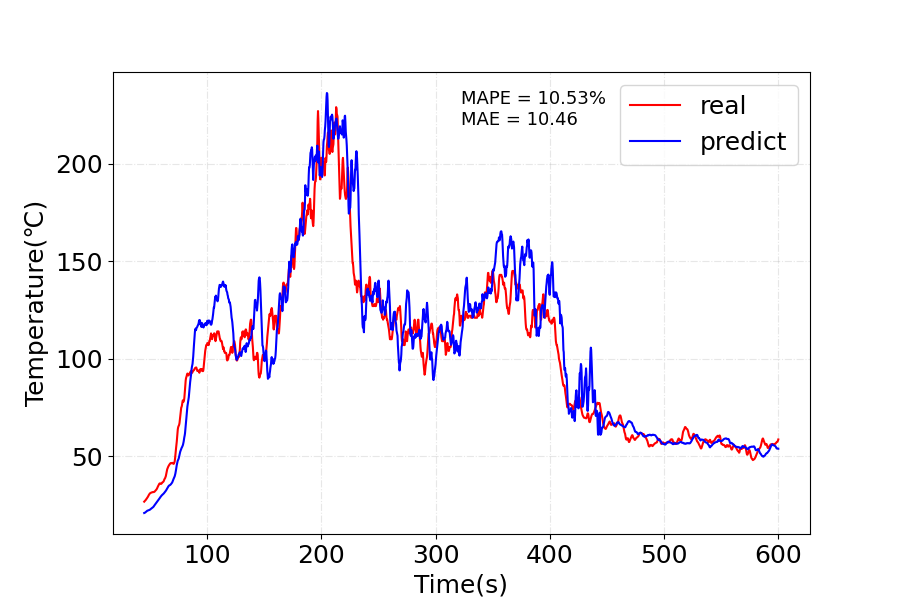 MAPE = 10.53%
MAE = 10.46
real
predict
Temperature(℃)
200
150
100
50
100 200 300 400 500 600
Time(s)